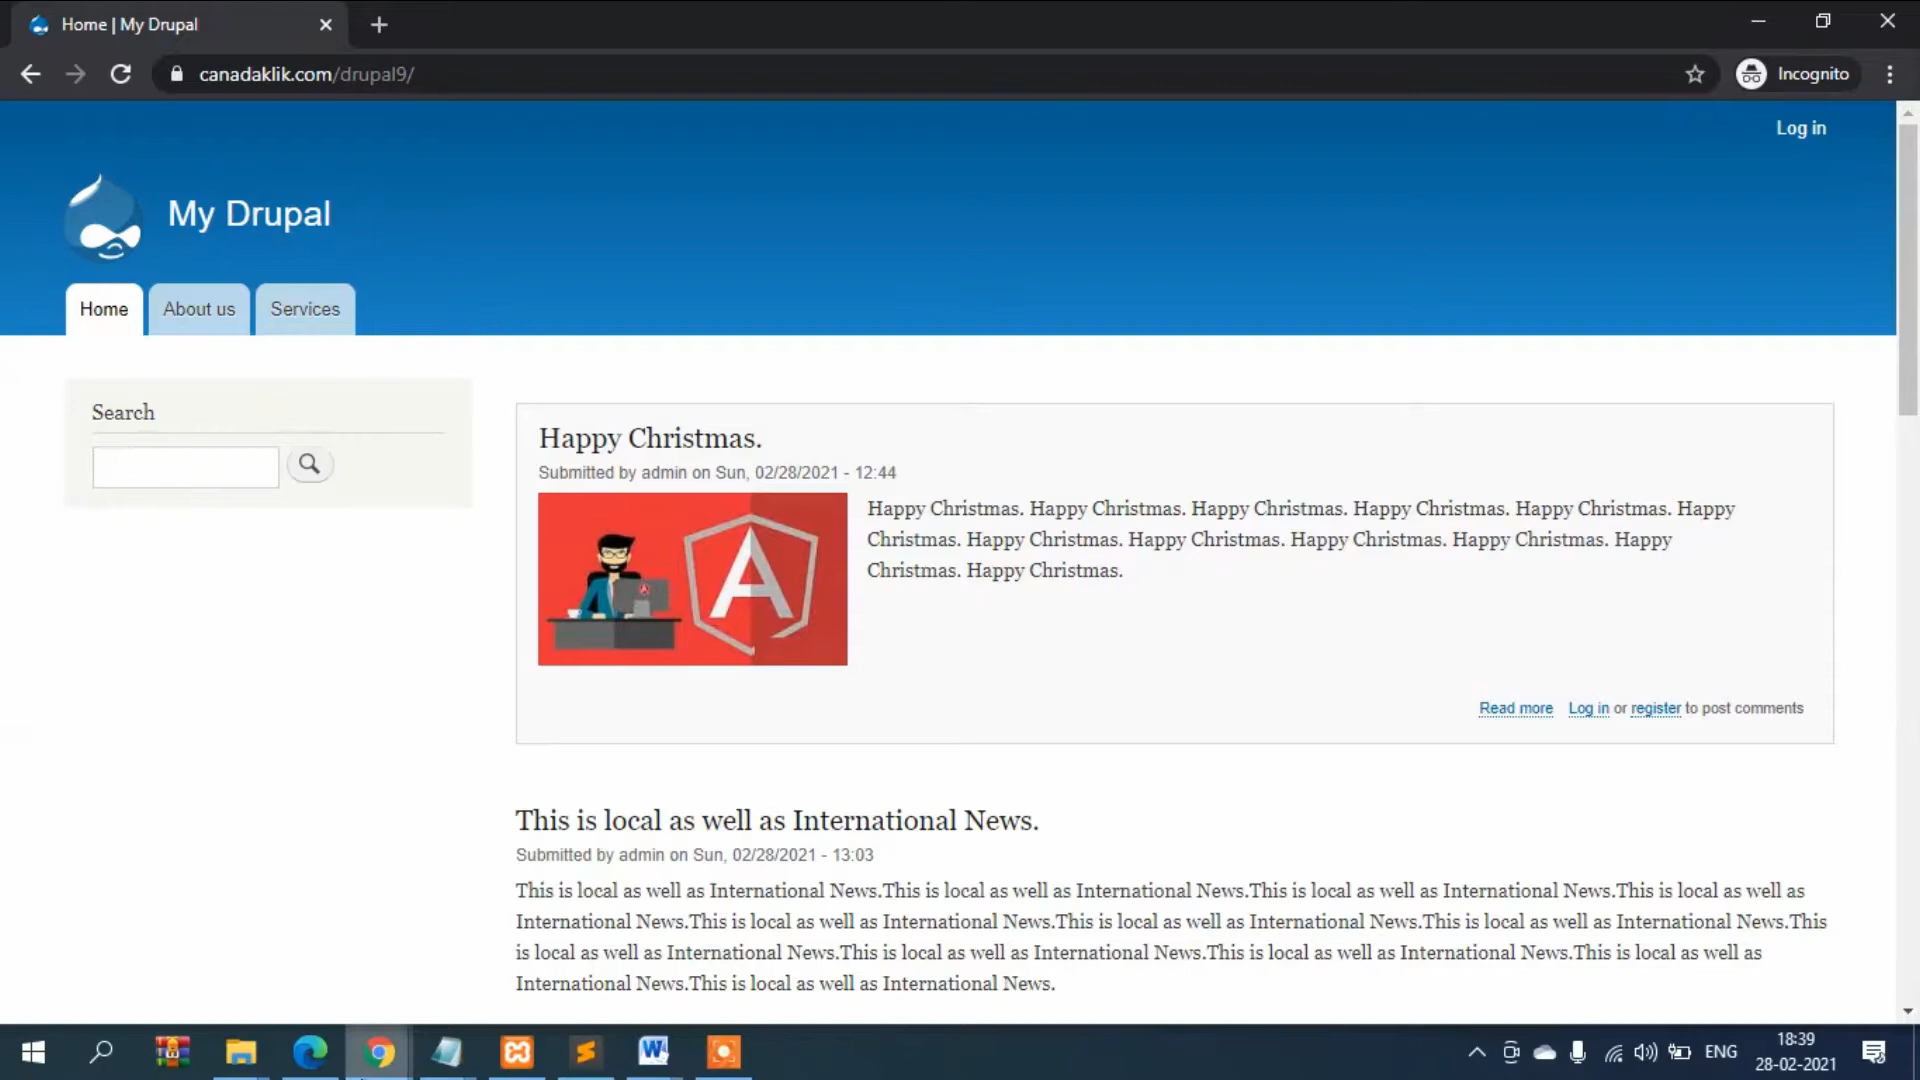 Home | My Drupal
canadaklik.com/drupal9/
Incognito
Log in
My Drupal
Home
About us
Services
Search
Happy Christmas.
Submitted by admin on Sun, 02/28/2021 - 12:44
Happy Christmas. Happy Christmas. Happy Christmas. Happy Christmas. Happy Christmas. Happy
Christmas. Happy Christmas. Happy Christmas. Happy Christmas. Happy Christmas. Happy
Christmas. Happy Christmas.
A
Read more Log in or register to post comments
This is local as well as International News.
Submitted by admin on Sun, 02/28/2021 - 13:03
This is local as well as International News.This is local as well as International News.This is local as well as International News.This is local as well as
International News.This is local as well as International News.This is local as well as International News.This is local as well as International News.This
is local as well as International News.This is local as well as International News.This is local as well as International News.This is local as well as
International News.This is local as well as International News.
ENG
18:39
28-02-2021